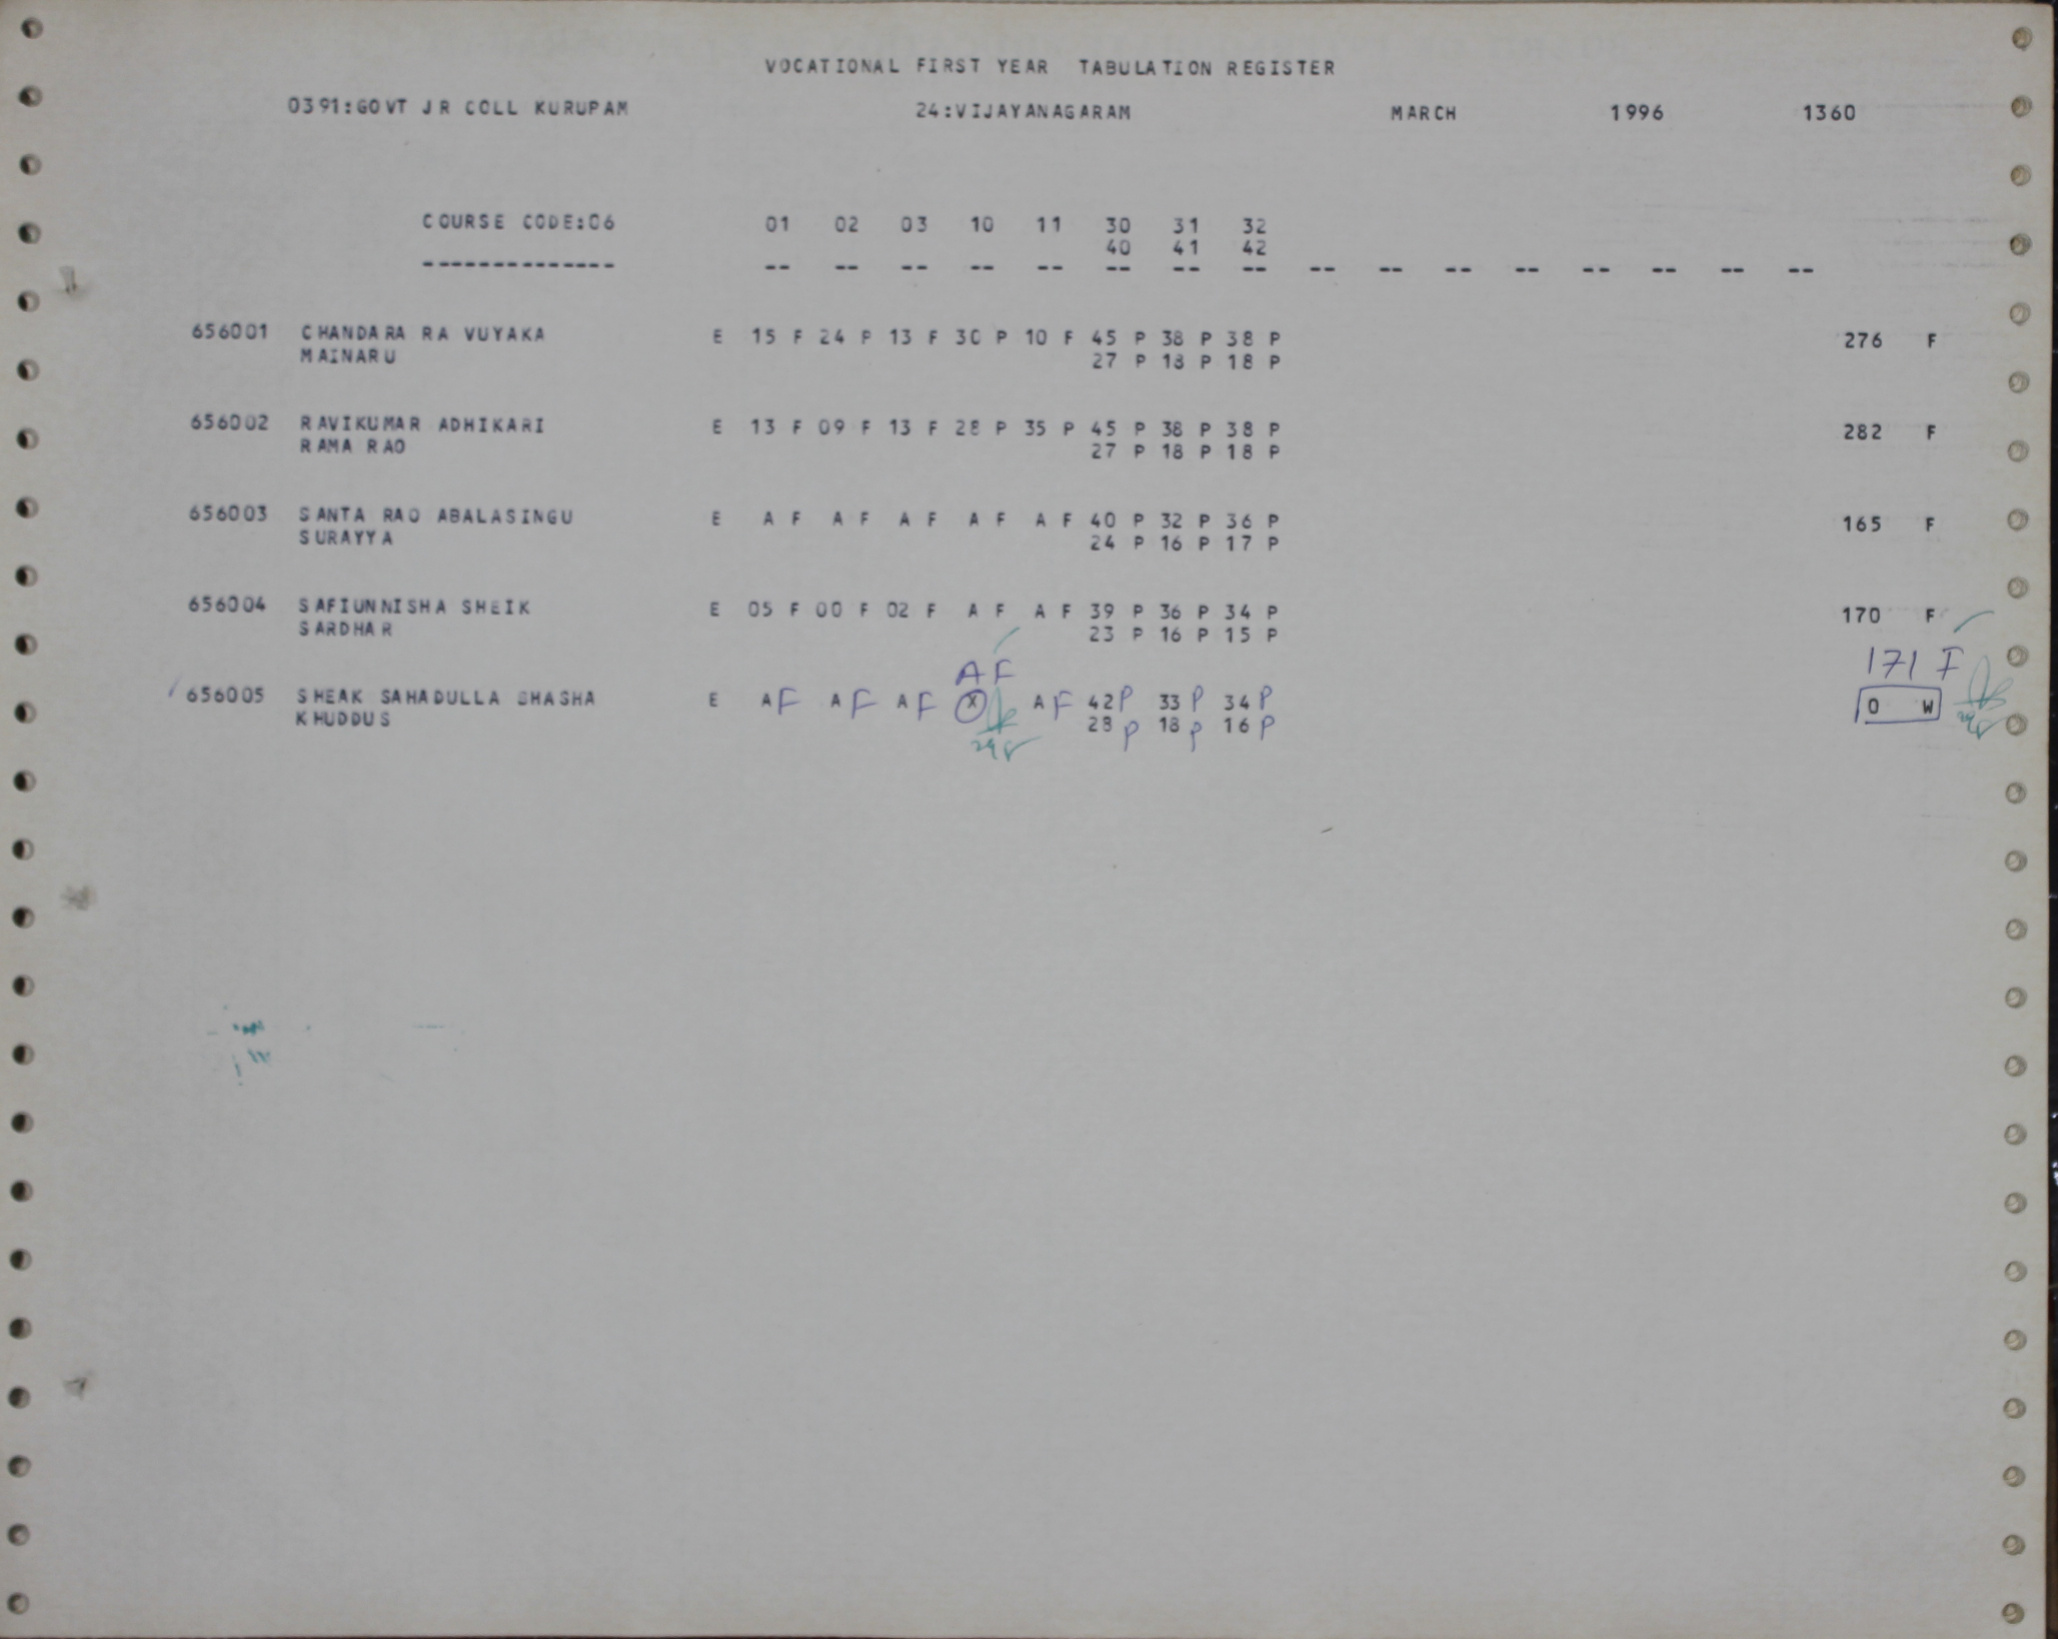 VOCATIONAL FIRST YEAR TABULATION REGISTER
0391:GOVT JR COLL KURUPAM 24:VIJAYANAGARAM MARCH 1996 1360
COURSE CODE:06 01 02 03 10 11 30 31 32
40 41 42
-------------- -- -- -- -- -- -- -- -- -- -- -- -- -- -- -- --
656001 CHANDARA RA VUYAKA E 15 F 24 P 13 F 30 P 10 F 45 P 38 P 38 P 276 F
MAINARU 27 P 18 P 18 P
656002 RAVIKUMAR ADHIKARI E 13 F 09 F 13 F 28 P 35 P 45 P 38 P 38 P 282 F
RAMA RAO 27 P 18 P 18 P
656003 SANTA RAO ABALASINGU E A F A F A F A F A F 40 P 32 P 36 P 165 F
SURAYYA 24 P 16 P 17 P
656004 SAFIUNNISHA SHEIK E 05 F 00 F 02 F A F A F 39 P 36 P 34 P 170 F
SARDHAR 23 P 16 P 15 P
AF 171 F
656005 SHEAK SAHADULLA BHASHA E A F A F A F X A F 42 P 33 P 34 P 0 W
KHUDDUS 28 P 18 P 16 P